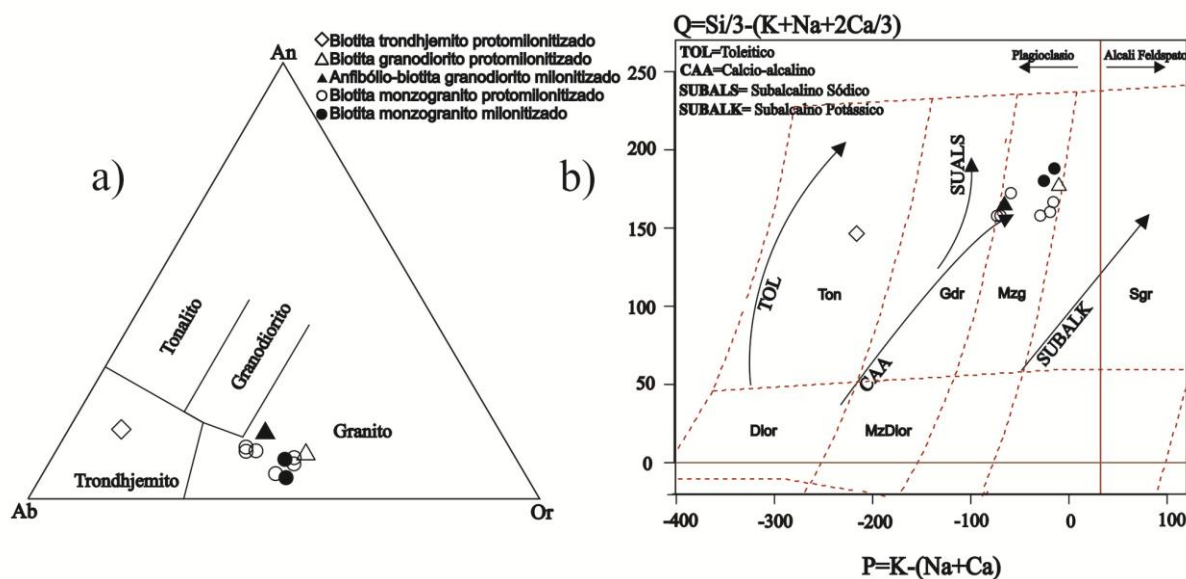 a)
An
Biotita trondhjemito protomilonitizado
Biotita granodiorito protomilonitizado
Anfibólio-biotita granodiorito milonitizado
Biotita monzogranito protomilonitizado
Biotita monzogranito milonitizado
Tonalito
Granodiorito
Granito
Trondhjemito
Ab
Or
b)
Q=Si/3-(K+Na+2Ca/3)
TOL=Toleitico
CAA=Calcio-alcalino
SUBALS= Subalcalino Sódico
SUBALK= Subalcaino Potássico
Plagioclasio
Alcali Feldspato
250
200
150
100
50
0
TOL
Ton
SUALS
Gdr
Mzg
CAA
SUBALK
Sgr
Dior
MzDior
-400
-300
-200
-100
0
100
P=K-(Na+Ca)